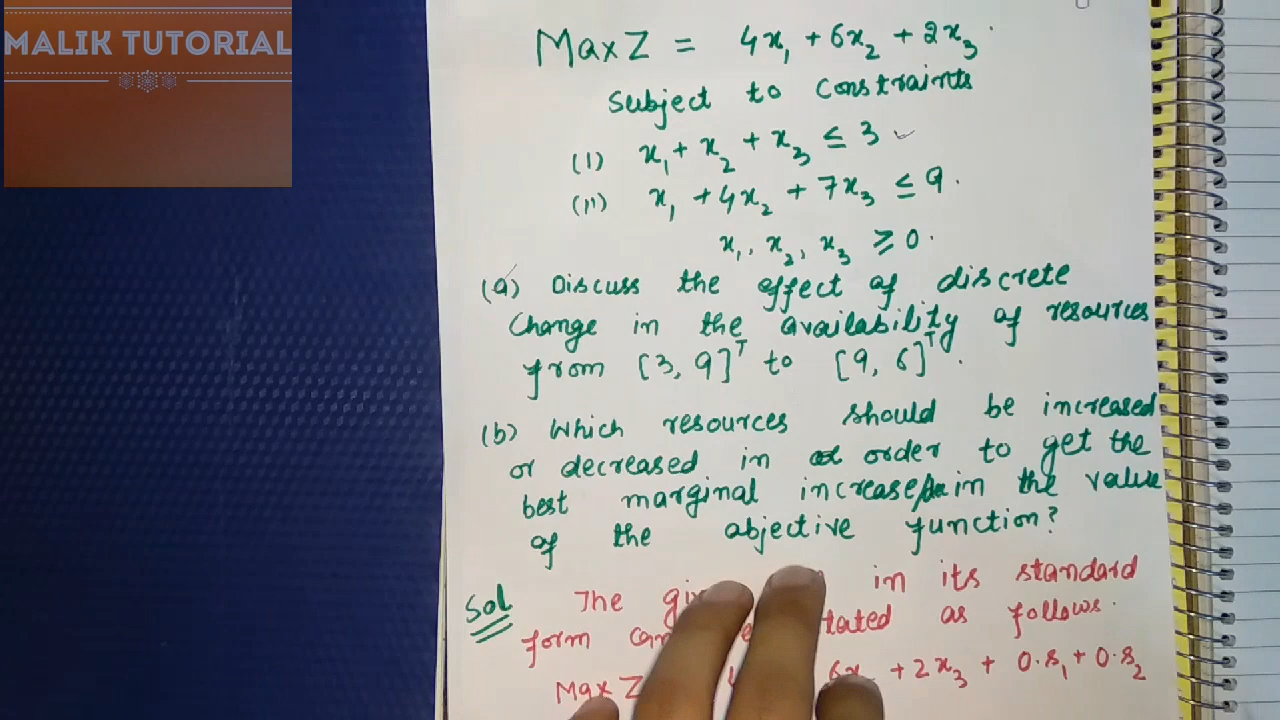 MALIK TUTORIAL
Max Z = 4x₁ + 6x₂ + 2x₃.
Subject to constraints
(i) x₁ + x₂ + x₃ ≤ 3
(ii) x₁ + 4x₂ + 7x₃ ≤ 9.
x₁, x₂, x₃ ≥ 0.
(a) Discuss the effect of discrete
Change in the availability of resources
from [3, 9]ᵀ to [9, 6]ᵀ.
(b) Which resources should be increased
or decreased in order to get the
best marginal increase in the value
of the abjective function?
Sol The in its standard
form as follows.
Max Z + 2x₃ + 0.s₁ + 0.s₂